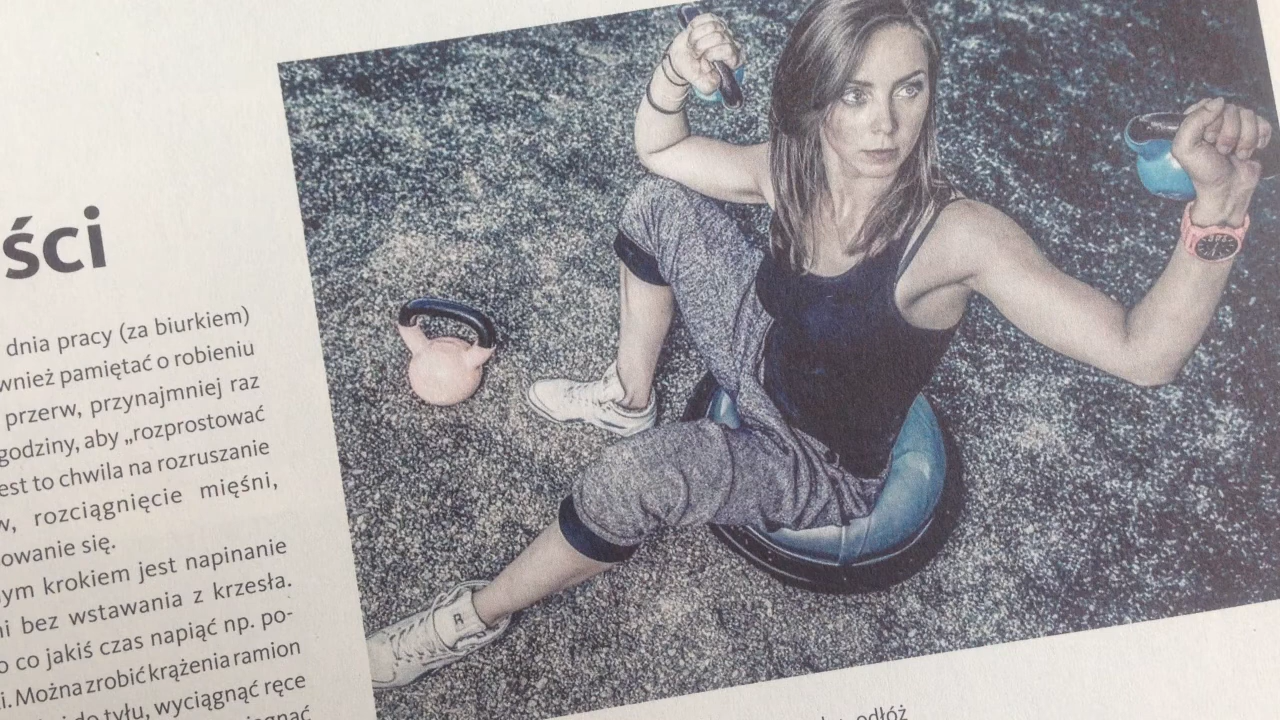 ści
dnia pracy (za biurkiem)
wnież pamiętać o robieniu
przerw, przynajmniej raz
godziny, aby „rozprostować
est to chwila na rozruszanie
w, rozciągnięcie mięśni,
owanie się.
ym krokiem jest napinanie
ni bez wstawania z krzesła.
o co jakiś czas napiąć np. po-
i. Można zrobić krążenia ramion
i do tyłu, wyciągnąć ręce
odłóż
R